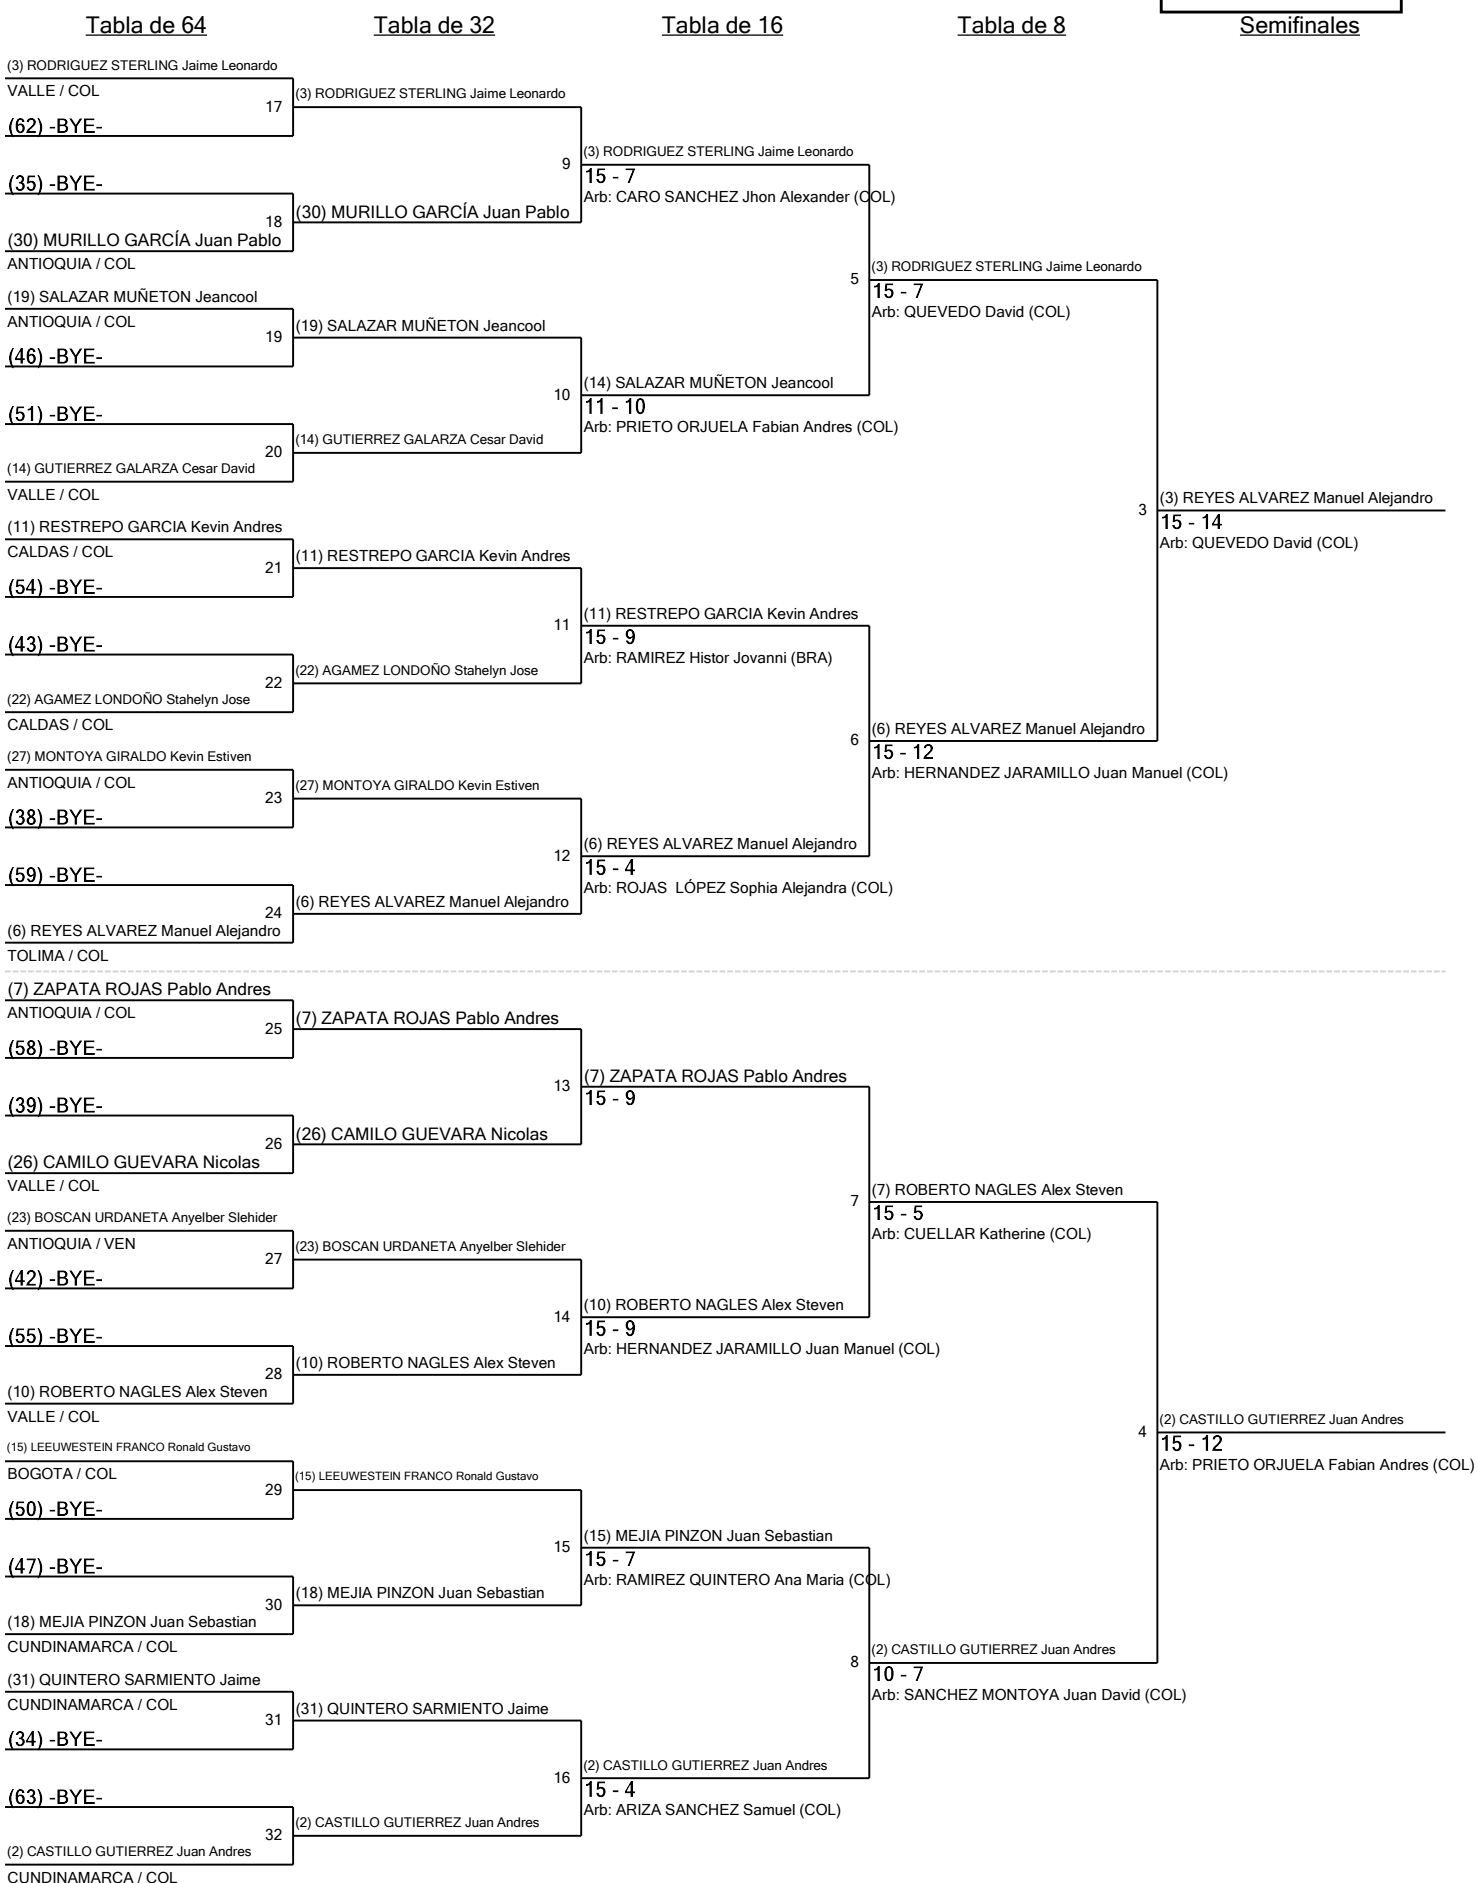 Tabla de 64
Tabla de 32
Tabla de 16
Tabla de 8
Semifinales
(3) RODRIGUEZ STERLING Jaime Leonardo
VALLE / COL
17
(62) -BYE-
(35) -BYE-
18
(30) MURILLO GARCÍA Juan Pablo
ANTIOQUIA / COL
(19) SALAZAR MUÑETON Jeancool
ANTIOQUIA / COL
19
(46) -BYE-
(51) -BYE-
20
(14) GUTIERREZ GALARZA Cesar David
VALLE / COL
(11) RESTREPO GARCIA Kevin Andres
CALDAS / COL
21
(54) -BYE-
(43) -BYE-
22
(22) AGAMEZ LONDOÑO Stahelyn Jose
CALDAS / COL
(27) MONTOYA GIRALDO Kevin Estiven
ANTIOQUIA / COL
23
(38) -BYE-
(59) -BYE-
24
(6) REYES ALVAREZ Manuel Alejandro
TOLIMA / COL
(7) ZAPATA ROJAS Pablo Andres
ANTIOQUIA / COL
25
(58) -BYE-
(39) -BYE-
26
(26) CAMILO GUEVARA Nicolas
VALLE / COL
(23) BOSCAN URDANETA Anyelber Slehider
ANTIOQUIA / VEN
27
(42) -BYE-
(55) -BYE-
28
(10) ROBERTO NAGLES Alex Steven
VALLE / COL
(15) LEEUWESTEIN FRANCO Ronald Gustavo
BOGOTA / COL
29
(50) -BYE-
(47) -BYE-
30
(18) MEJIA PINZON Juan Sebastian
CUNDINAMARCA / COL
(31) QUINTERO SARMIENTO Jaime
CUNDINAMARCA / COL
31
(34) -BYE-
(63) -BYE-
32
(2) CASTILLO GUTIERREZ Juan Andres
CUNDINAMARCA / COL
(3) RODRIGUEZ STERLING Jaime Leonardo
9
(30) MURILLO GARCÍA Juan Pablo
(19) SALAZAR MUÑETON Jeancool
10
(14) GUTIERREZ GALARZA Cesar David
(11) RESTREPO GARCIA Kevin Andres
11
(22) AGAMEZ LONDOÑO Stahelyn Jose
(27) MONTOYA GIRALDO Kevin Estiven
12
(6) REYES ALVAREZ Manuel Alejandro
(7) ZAPATA ROJAS Pablo Andres
13
(26) CAMILO GUEVARA Nicolas
(23) BOSCAN URDANETA Anyelber Slehider
14
(10) ROBERTO NAGLES Alex Steven
(15) LEEUWESTEIN FRANCO Ronald Gustavo
15
(18) MEJIA PINZON Juan Sebastian
(31) QUINTERO SARMIENTO Jaime
16
(2) CASTILLO GUTIERREZ Juan Andres
(3) RODRIGUEZ STERLING Jaime Leonardo
15 - 7
Arb: CARO SANCHEZ Jhon Alexander (COL)
5
(14) SALAZAR MUÑETON Jeancool
11 - 10
Arb: PRIETO ORJUELA Fabian Andres (COL)
(11) RESTREPO GARCIA Kevin Andres
15 - 9
Arb: RAMIREZ Histor Jovanni (BRA)
6
(6) REYES ALVAREZ Manuel Alejandro
15 - 4
Arb: ROJAS  LÓPEZ Sophia Alejandra (COL)
(7) ZAPATA ROJAS Pablo Andres
15 - 9
7
(10) ROBERTO NAGLES Alex Steven
15 - 9
Arb: HERNANDEZ JARAMILLO Juan Manuel (COL)
(15) MEJIA PINZON Juan Sebastian
15 - 7
Arb: RAMIREZ QUINTERO Ana Maria (COL)
8
(2) CASTILLO GUTIERREZ Juan Andres
15 - 4
Arb: ARIZA SANCHEZ Samuel (COL)
(3) RODRIGUEZ STERLING Jaime Leonardo
15 - 7
Arb: QUEVEDO David (COL)
3
(6) REYES ALVAREZ Manuel Alejandro
15 - 12
Arb: HERNANDEZ JARAMILLO Juan Manuel (COL)
(7) ROBERTO NAGLES Alex Steven
15 - 5
Arb: CUELLAR Katherine (COL)
4
(2) CASTILLO GUTIERREZ Juan Andres
10 - 7
Arb: SANCHEZ MONTOYA Juan David (COL)
(3) REYES ALVAREZ Manuel Alejandro
15 - 14
Arb: QUEVEDO David (COL)
(2) CASTILLO GUTIERREZ Juan Andres
15 - 12
Arb: PRIETO ORJUELA Fabian Andres (COL)